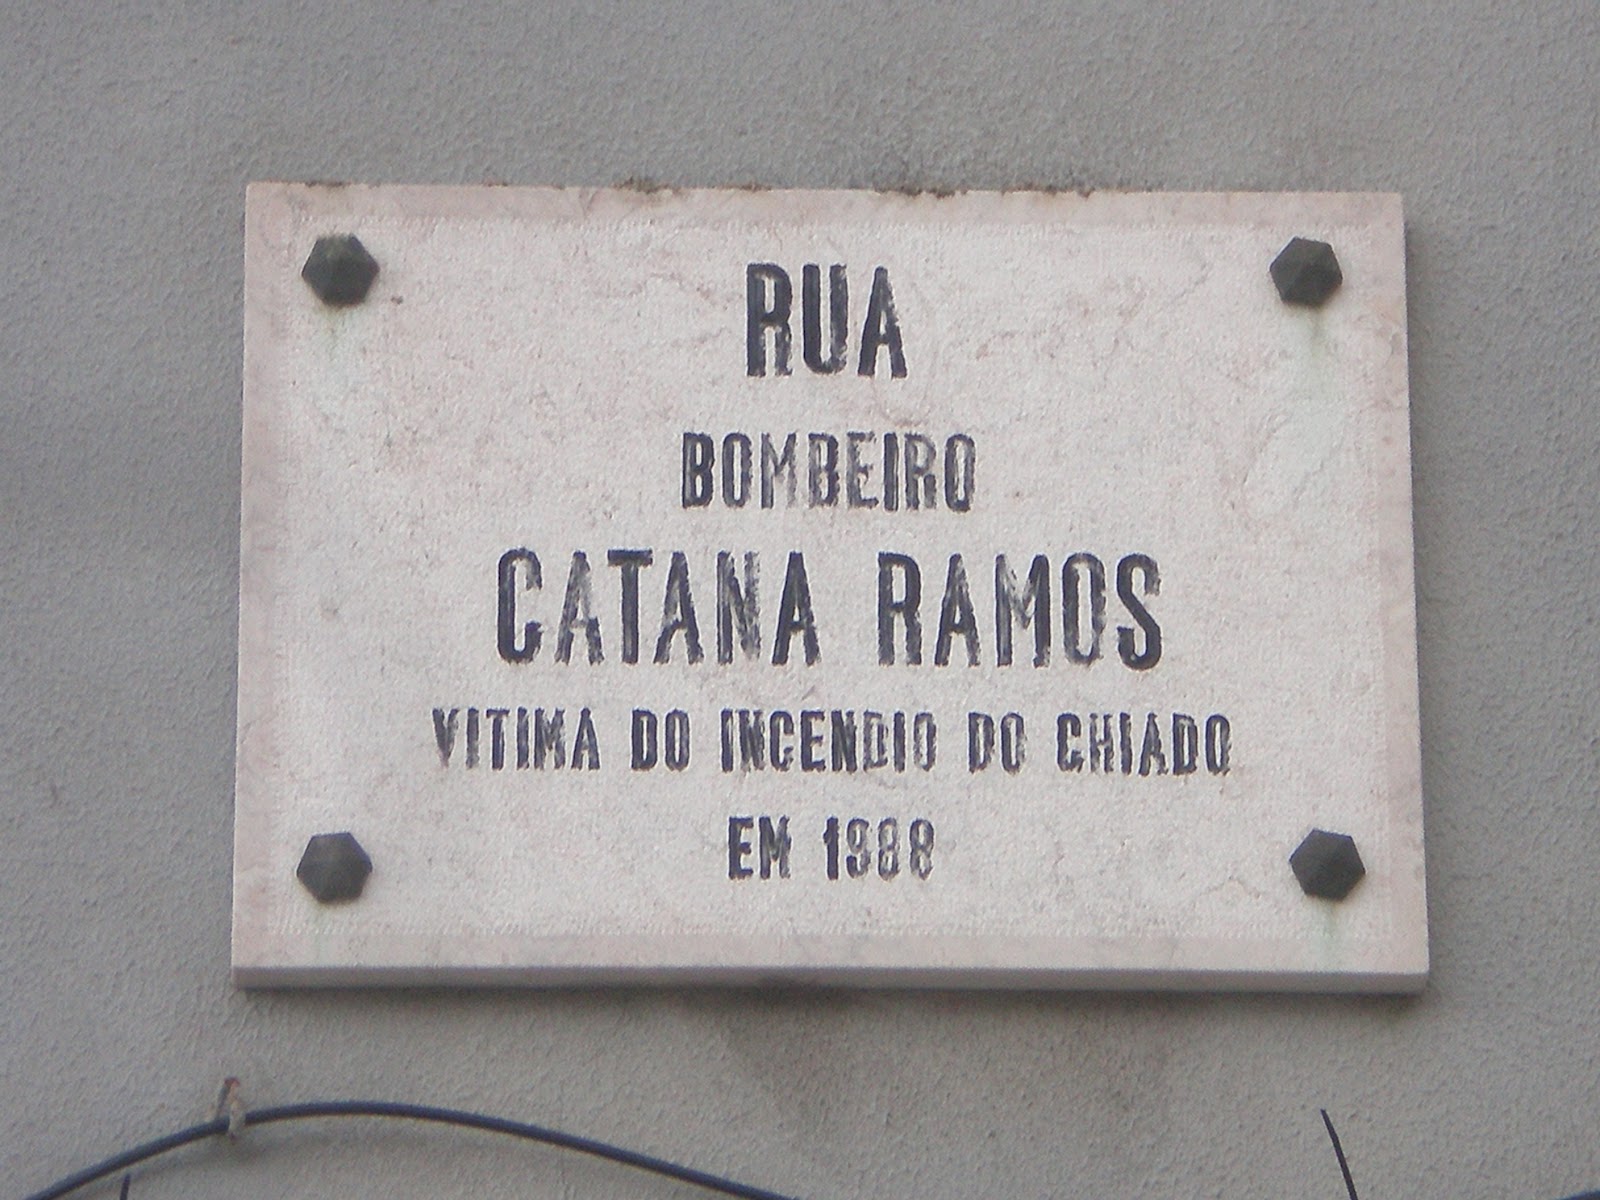 RUA
BOMBEIRO
CATANA RAMOS
VITIMA DO INCENDIO DO CHIADO
EM 1988